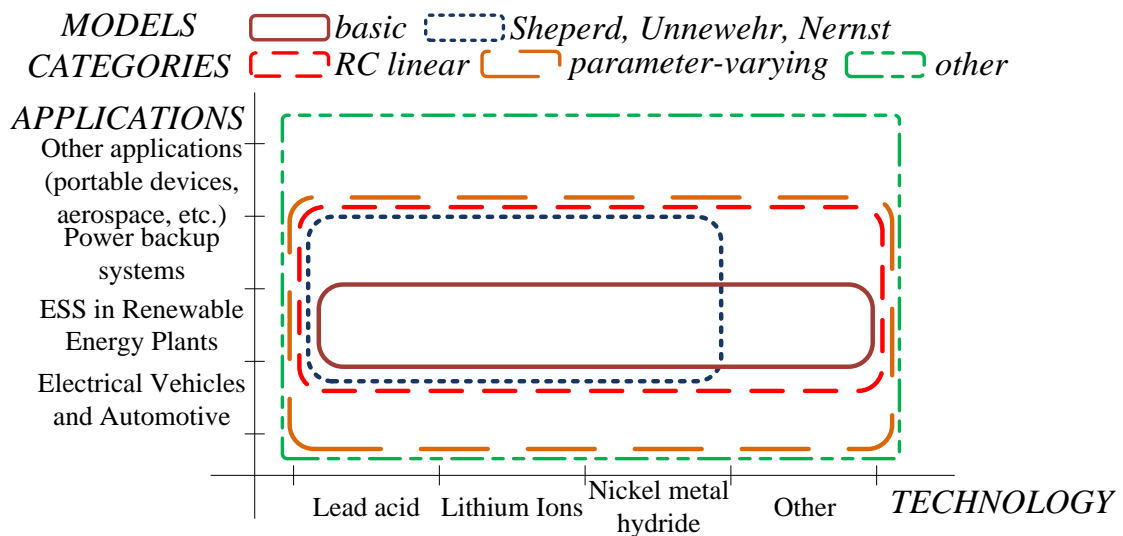 MODELS basic Sheperd, Unnewehr, Nernst
CATEGORIES RC linear parameter-varying other
APPLICATIONS
Other applications
(portable devices,
aerospace, etc.)
Power backup
systems
ESS in Renewable
Energy Plants
Electrical Vehicles
and Automotive
Lead acid
Lithium Ions
Nickel metal
hydride
Other
TECHNOLOGY